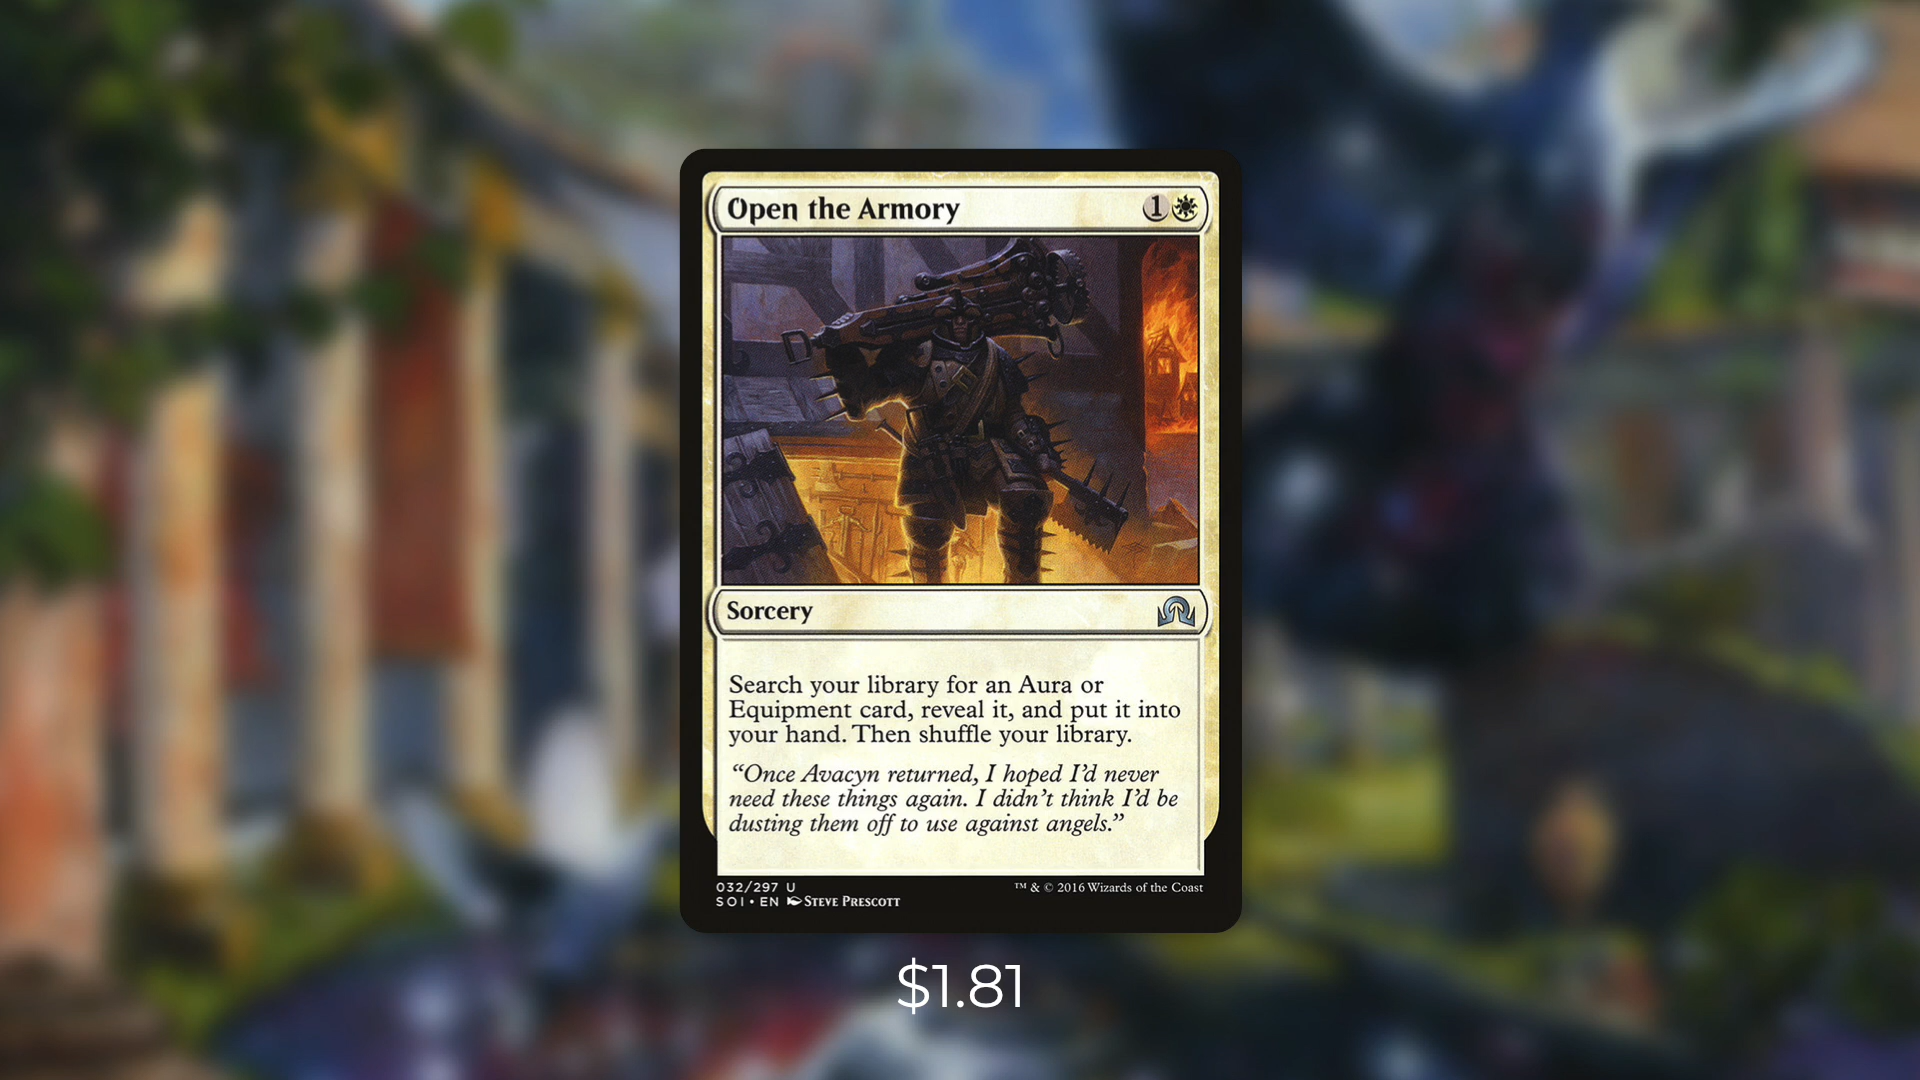 Open the Armory 1
Sorcery
Search your library for an Aura or
Equipment card, reveal it, and put it into
your hand. Then shuffle your library.
“Once Avacyn returned, I hoped I’d never
need these things again. I didn’t think I’d be
dusting them off to use against angels.”
032/297 U
SOI • EN Steve Prescott
™ & © 2016 Wizards of the Coast
$1.81